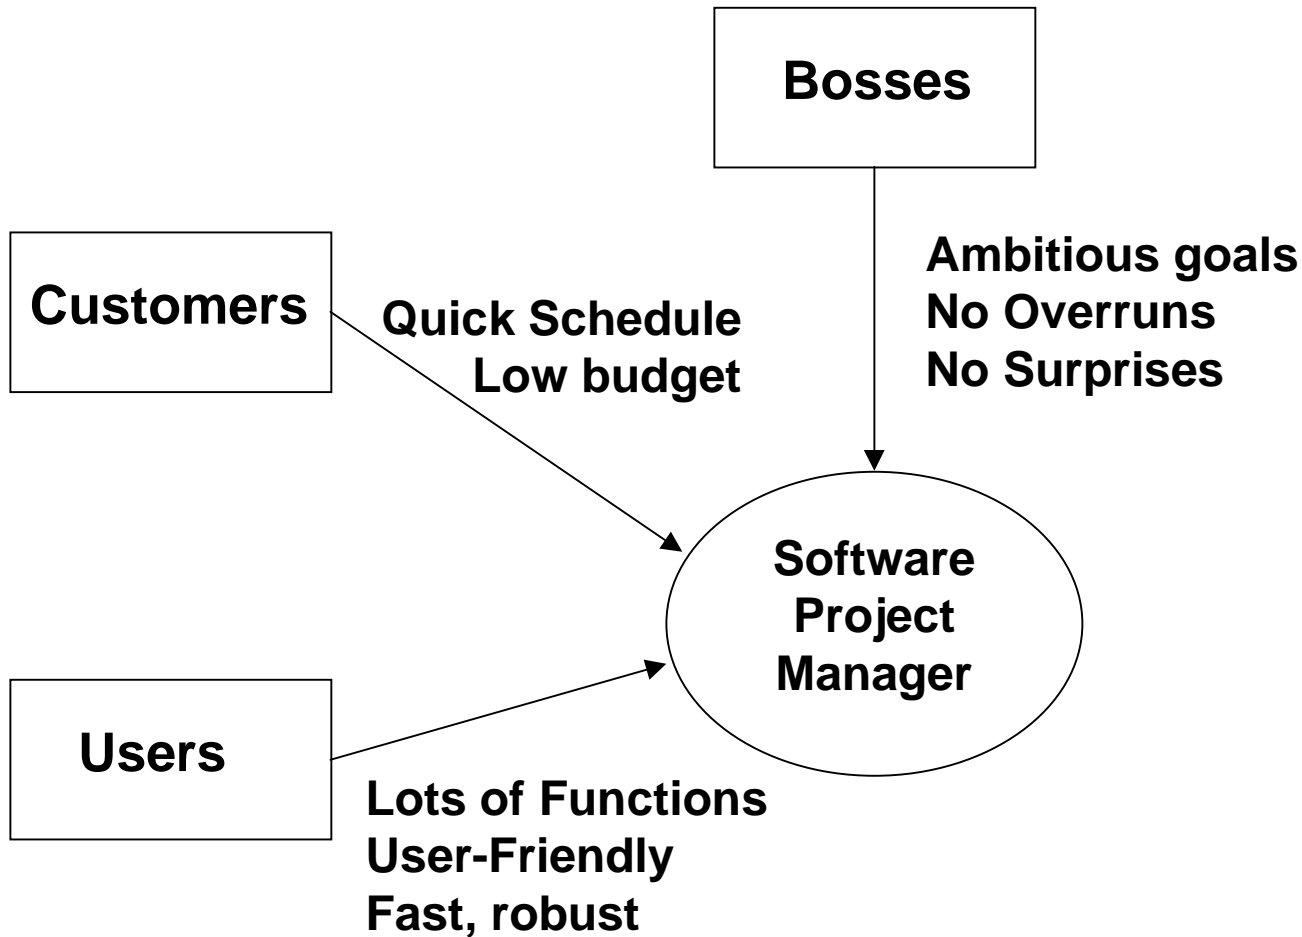 Bosses
Ambitious goals
No Overruns
No Surprises
Customers
Quick Schedule
Low budget
Software
Project
Manager
Users
Lots of Functions
User-Friendly
Fast, robust